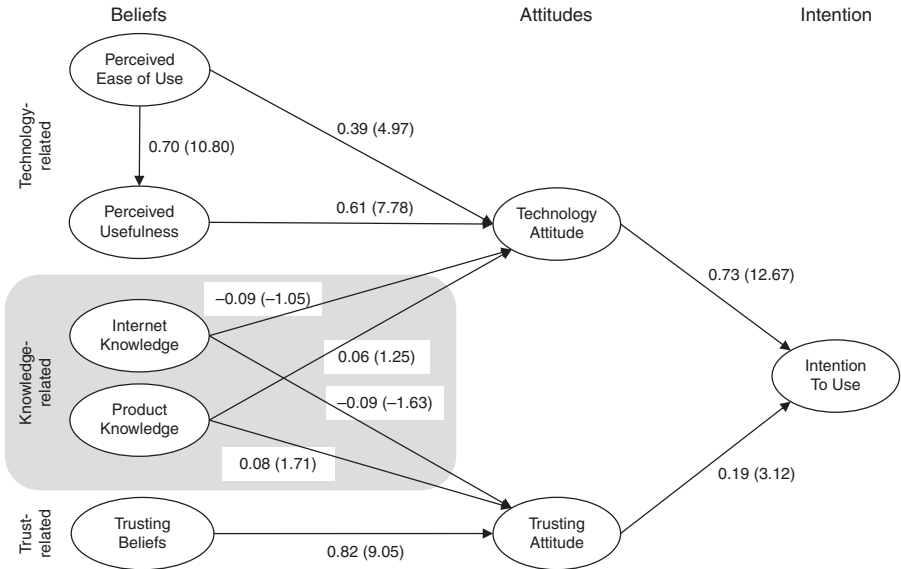 Beliefs
Attitudes
Intention
Technology-
related
Perceived
Ease of Use
0.39 (4.97)
0.70 (10.80)
Perceived
Usefulness
0.61 (7.78)
Technology
Attitude
0.73 (12.67)
Knowledge-
related
–0.09 (–1.05)
Internet
Knowledge
0.06 (1.25)
Intention
To Use
–0.09 (–1.63)
Product
Knowledge
0.08 (1.71)
0.19 (3.12)
Trust-
related
Trusting
Beliefs
0.82 (9.05)
Trusting
Attitude